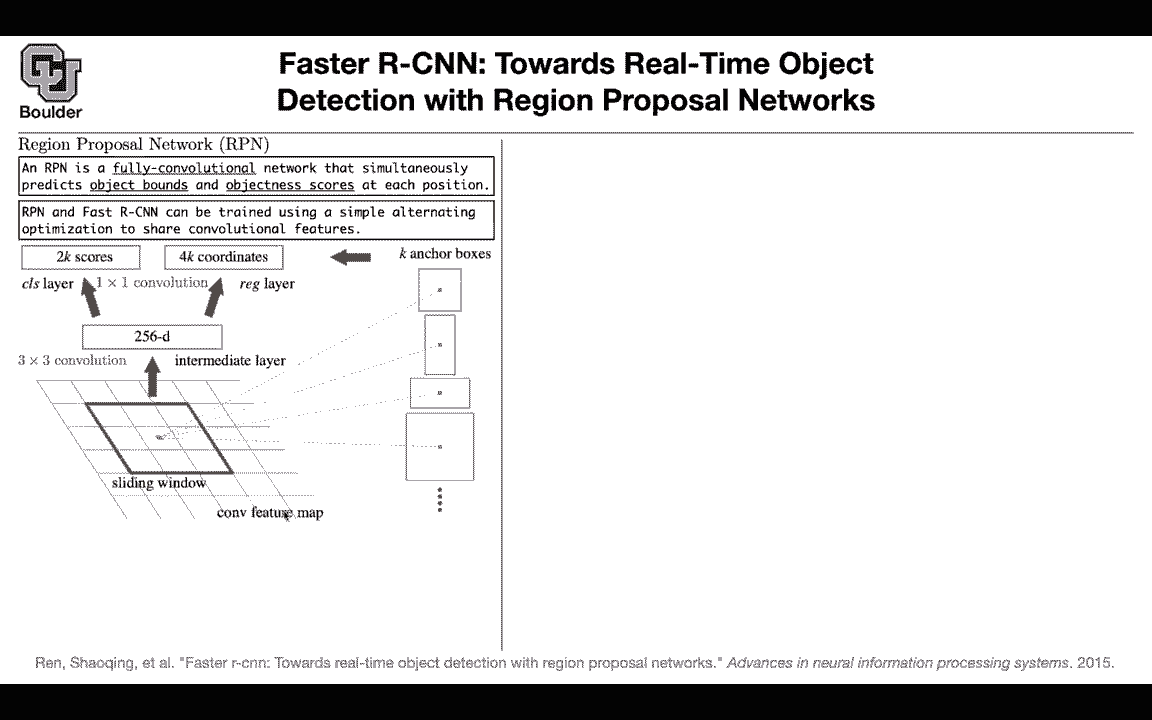 CU
Boulder
Faster R-CNN: Towards Real-Time Object
Detection with Region Proposal Networks
Region Proposal Network (RPN)
An RPN is a fully-convolutional network that simultaneously
predicts object bounds and objectness scores at each position.
RPN and Fast R-CNN can be trained using a simple alternating
optimization to share convolutional features.
2k scores
4k coordinates
k anchor boxes
cls layer
1 × 1 convolution
reg layer
256-d
3 × 3 convolution
intermediate layer
sliding window
conv feature map
Ren, Shaoqing, et al. "Faster r-cnn: Towards real-time object detection with region proposal networks." Advances in neural information processing systems. 2015.